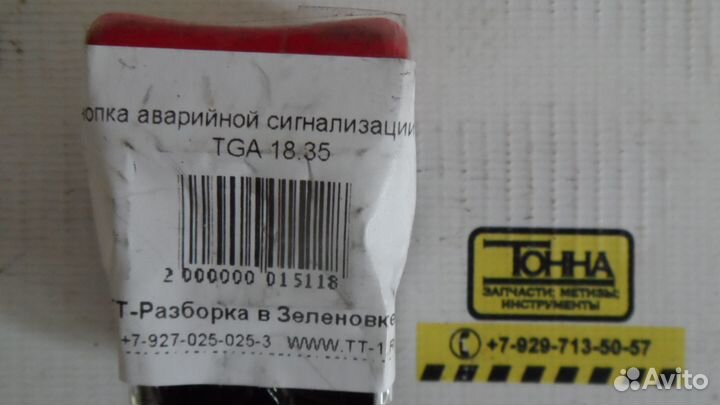 нопка аварийной сигнализации
TGA 18.35
2 000000 015118
Т-Разборка в Зеленовке
+7-927-025-025-3 WWW.TT-1
ТОННА
ЗАПЧАСТИ; МЕТИЗЫ;
ИНСТРУМЕНТЫ
+7-929-713-50-57
Avito